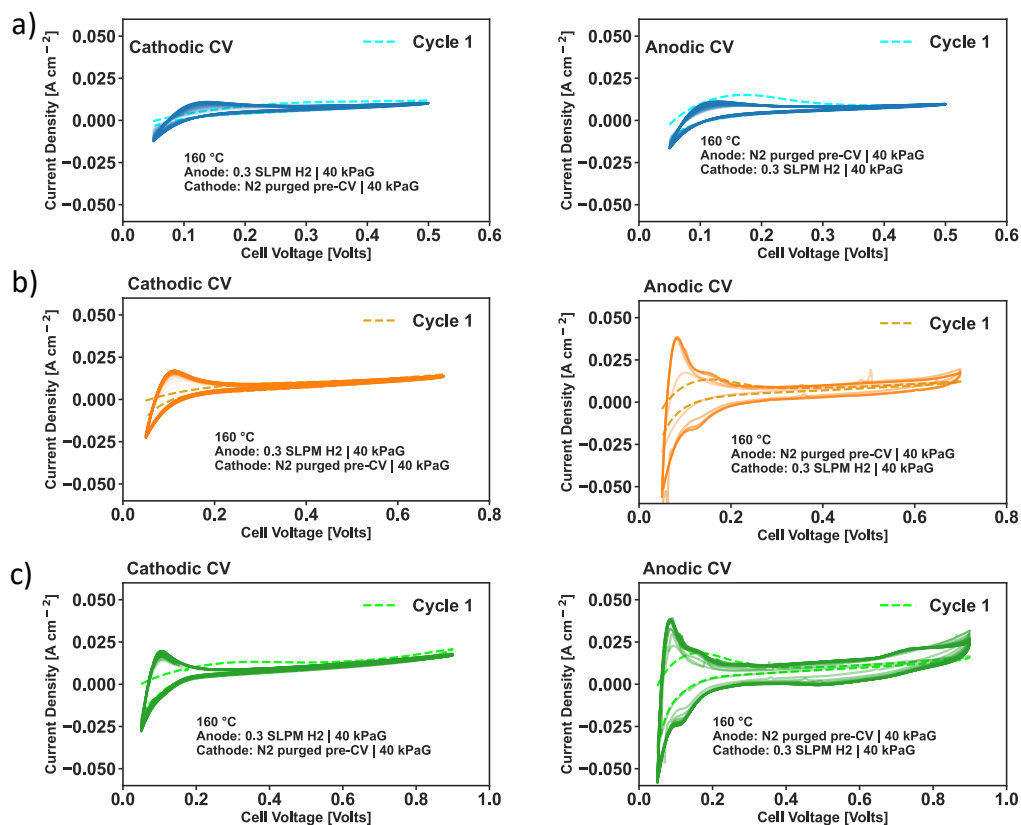 a)
Cathodic CV
Cycle 1
Current Density [A cm−2]
0.050
0.025
0.000
−0.025
−0.050
160 °C
Anode: 0.3 SLPM H2 | 40 kPaG
Cathode: N2 purged pre-CV | 40 kPaG
0.0 0.1 0.2 0.3 0.4 0.5 0.6
Cell Voltage [Volts]
Anodic CV
Cycle 1
Current Density [A cm−2]
0.050
0.025
0.000
−0.025
−0.050
160 °C
Anode: N2 purged pre-CV | 40 kPaG
Cathode: 0.3 SLPM H2 | 40 kPaG
0.0 0.1 0.2 0.3 0.4 0.5 0.6
Cell Voltage [Volts]
b)
Cathodic CV
Cycle 1
Current Density [A cm−2]
0.050
0.025
0.000
−0.025
−0.050
160 °C
Anode: 0.3 SLPM H2 | 40 kPaG
Cathode: N2 purged pre-CV | 40 kPaG
0.0 0.2 0.4 0.6 0.8
Cell Voltage [Volts]
Anodic CV
Cycle 1
Current Density [A cm−2]
0.050
0.025
0.000
−0.025
−0.050
160 °C
Anode: N2 purged pre-CV | 40 kPaG
Cathode: 0.3 SLPM H2 | 40 kPaG
0.0 0.2 0.4 0.6 0.8
Cell Voltage [Volts]
c)
Cathodic CV
Cycle 1
Current Density [A cm−2]
0.050
0.025
0.000
−0.025
−0.050
160 °C
Anode: 0.3 SLPM H2 | 40 kPaG
Cathode: N2 purged pre-CV | 40 kPaG
0.0 0.2 0.4 0.6 0.8 1.0
Cell Voltage [Volts]
Anodic CV
Cycle 1
Current Density [A cm−2]
0.050
0.025
0.000
−0.025
−0.050
160 °C
Anode: N2 purged pre-CV | 40 kPaG
Cathode: 0.3 SLPM H2 | 40 kPaG
0.0 0.2 0.4 0.6 0.8 1.0
Cell Voltage [Volts]